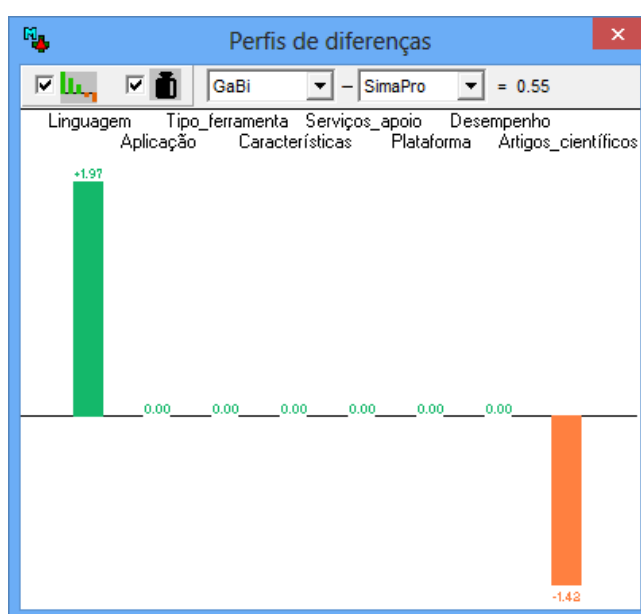 Perfis de diferenças
GaBi – SimaPro = 0.55
Linguagem Tipo_ferramenta Serviços_apoio Desempenho
Aplicação Características Plataforma Artigos_científicos
+1.97
0.00 0.00 0.00 0.00 0.00 0.00
-1.42